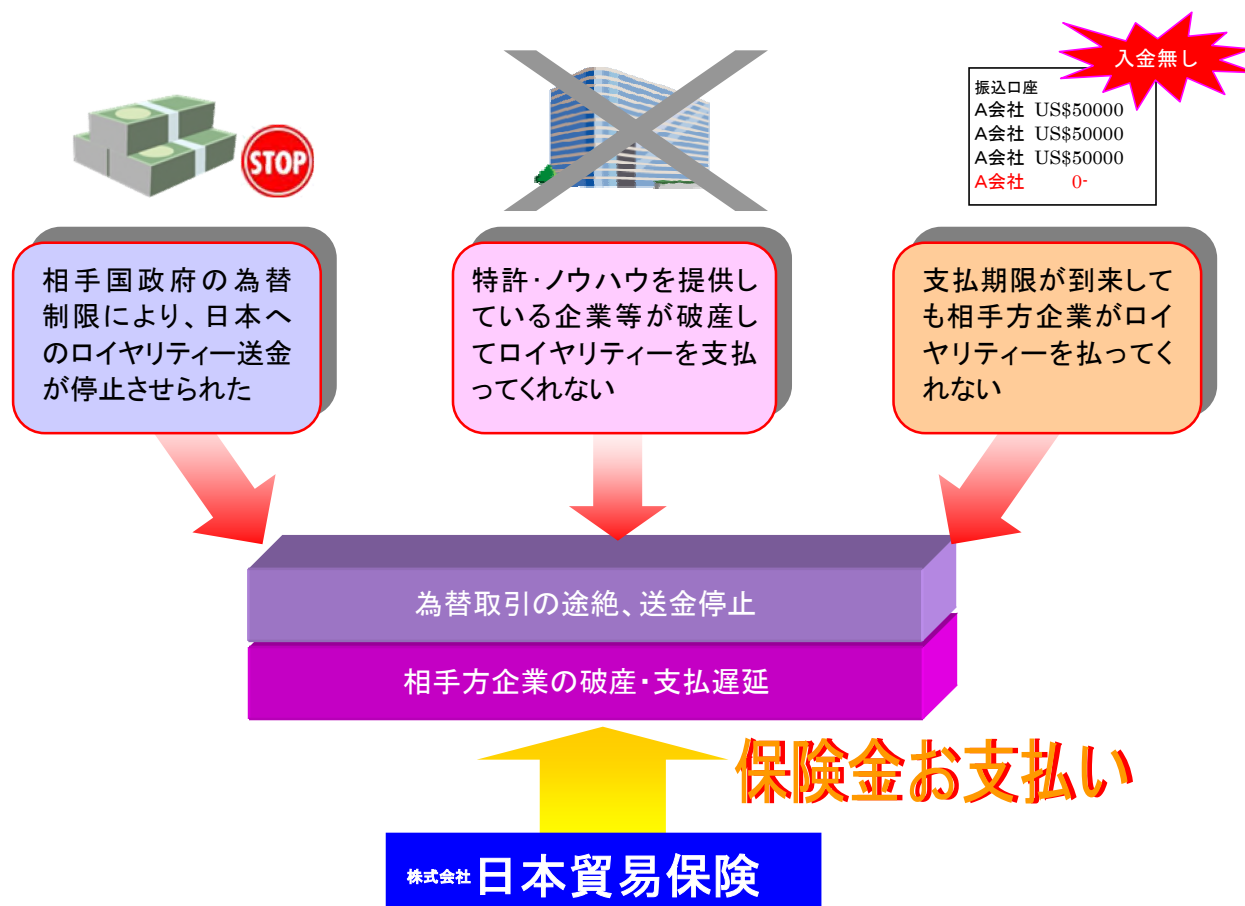 STOP
入金無し
振込口座
A会社 US$50000
A会社 US$50000
A会社 US$50000
A会社 0-
相手国政府の為替
制限により、日本へ
のロイヤリティー送金
が停止させられた
特許・ノウハウを提供し
ている企業等が破産し
てロイヤリティーを支払
ってくれない
支払期限が到来して
も相手方企業がロイ
ヤリティーを払ってく
れない
為替取引の途絶、送金停止
相手方企業の破産・支払遅延
保険金お支払い
株式会社 日本貿易保険